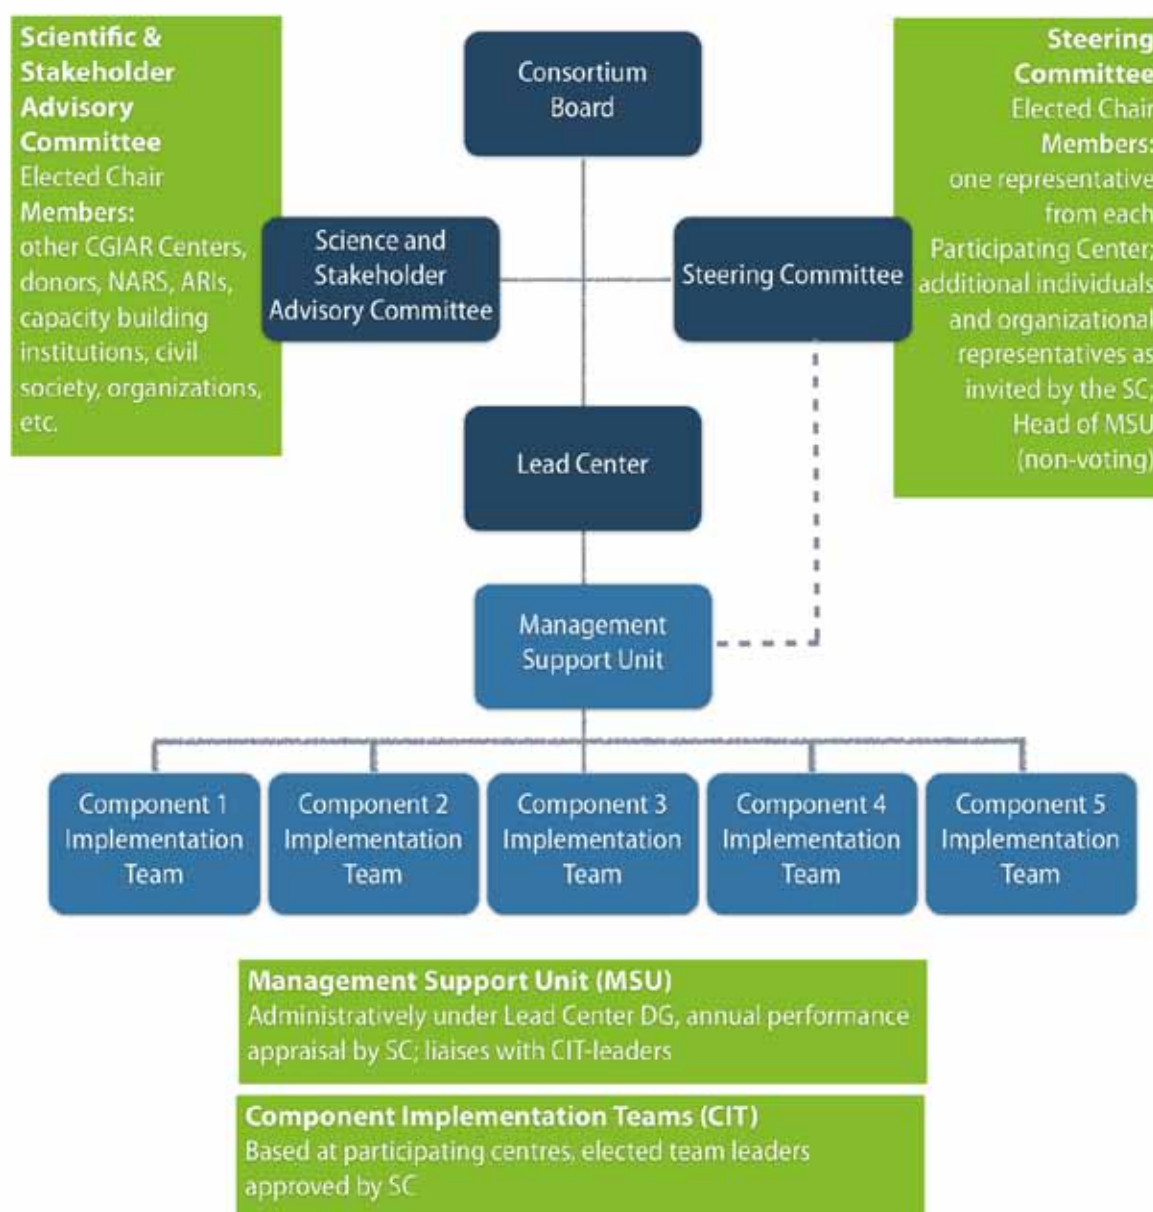 Scientific &
Stakeholder
Advisory
Committee
Elected Chair
Members:
other CGIAR Centers,
donors, NARS, ARIs,
capacity building
institutions, civil
society, organizations,
etc.
Consortium
Board
Steering
Committee
Elected Chair
Members:
one representative
from each
Participating Center;
additional individuals
and organizational
representatives as
invited by the SC;
Head of MSU
(non-voting)
Science and
Stakeholder
Advisory Committee
Steering Committee
Lead Center
Management
Support Unit
Component 1
Implementation
Team
Component 2
Implementation
Team
Component 3
Implementation
Team
Component 4
Implementation
Team
Component 5
Implementation
Team
Management Support Unit (MSU)
Administratively under Lead Center DG, annual performance
appraisal by SC; liaises with CIT-leaders
Component Implementation Teams (CIT)
Based at participating centres, elected team leaders
approved by SC